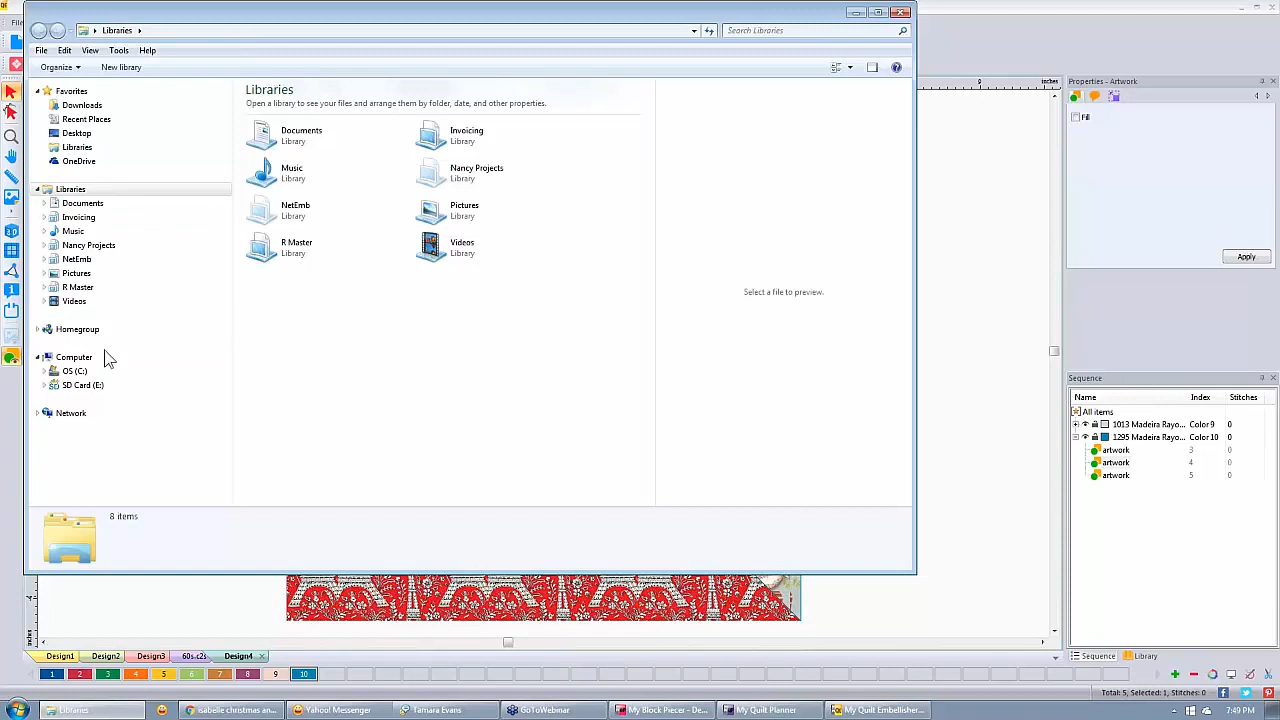 File
Libraries
Search Libraries
File Edit View Tools Help
Organize New library
Favorites
Downloads
Recent Places
Desktop
Libraries
OneDrive
Libraries
Documents
Invoicing
Music
Nancy Projects
NetEmb
Pictures
R Master
Videos
Homegroup
Computer
OS (C:)
SD Card (E:)
Network
Libraries
Open a library to see your files and arrange them by folder, date, and other properties.
Documents
Library
Invoicing
Library
Music
Library
Nancy Projects
Library
NetEmb
Library
Pictures
Library
R Master
Library
Videos
Library
Select a file to preview.
8 items
9 inches
Properties - Artwork
Fill
Apply
Sequence
Name Index Stitches
All items
1013 Madeira Rayo... Color 9 0
1295 Madeira Rayo... Color 10 0
artwork 3 0
artwork 4 0
artwork 5 0
Sequence Library
inches
Design1 Design2 Design3 60s.c2s Design4
1 2 3 4 5 6 7 8 9 10
Total: 5, Selected: 1, Stitches: 0
Libraries
isabelle christmas an...
Yahoo! Messenger
Tamara Evans
GoToWebinar
My Block Piecer - De...
My Quilt Planner
My Quilt Embellisher...
7:49 PM